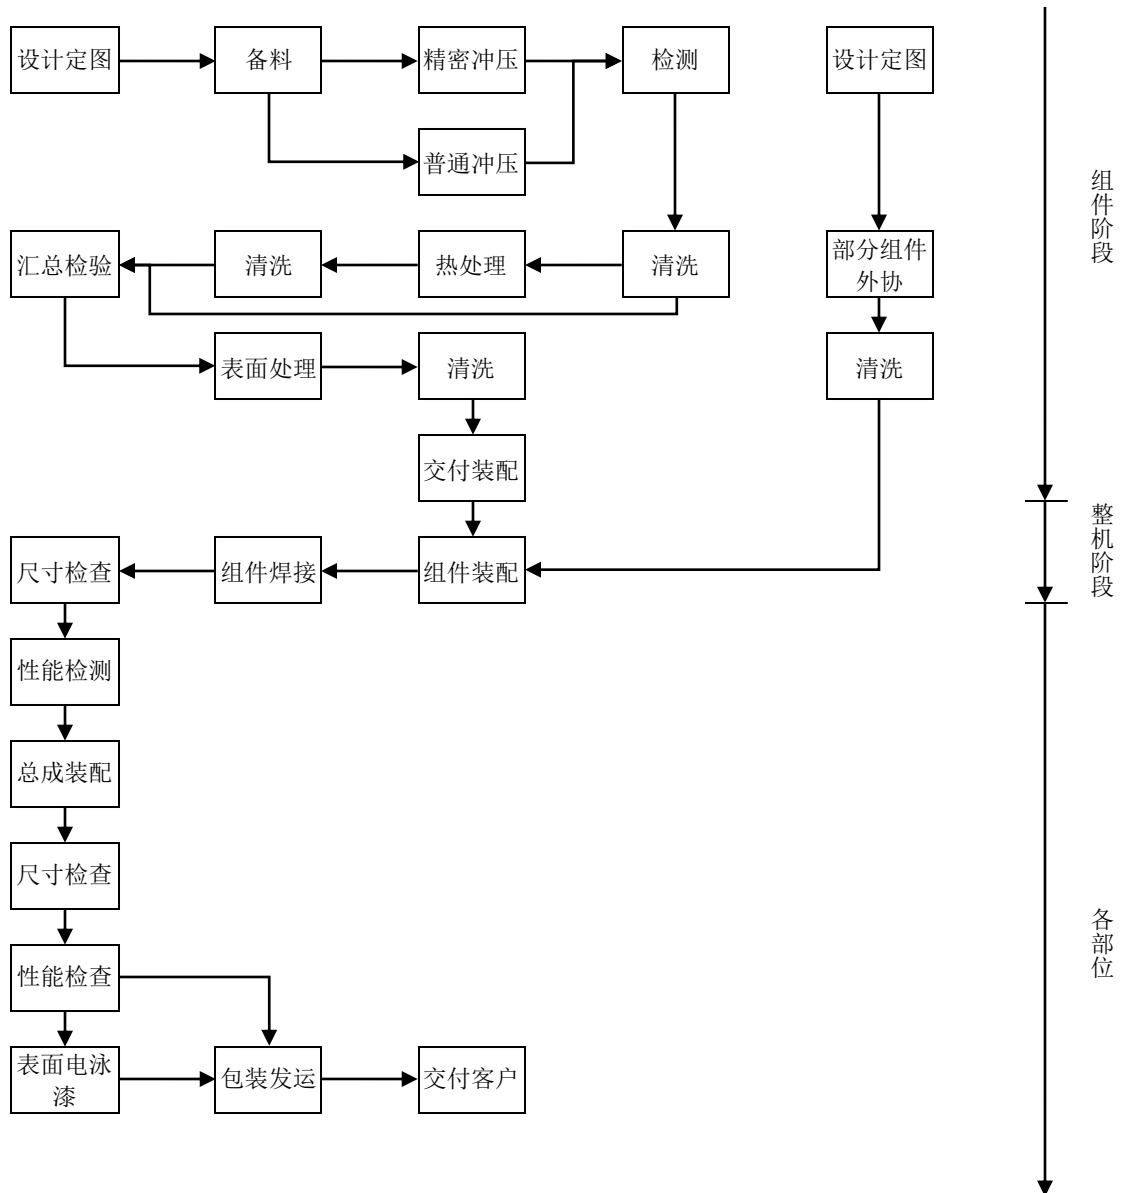 设计定图
备料
精密冲压
检测
设计定图
普通冲压
组件阶段
汇总检验
清洗
热处理
清洗
部分组件
外协
表面处理
清洗
清洗
交付装配
整机阶段
尺寸检查
组件焊接
组件装配
性能检测
总成装配
尺寸检查
各部位
性能检查
表面电泳
漆
包装发运
交付客户